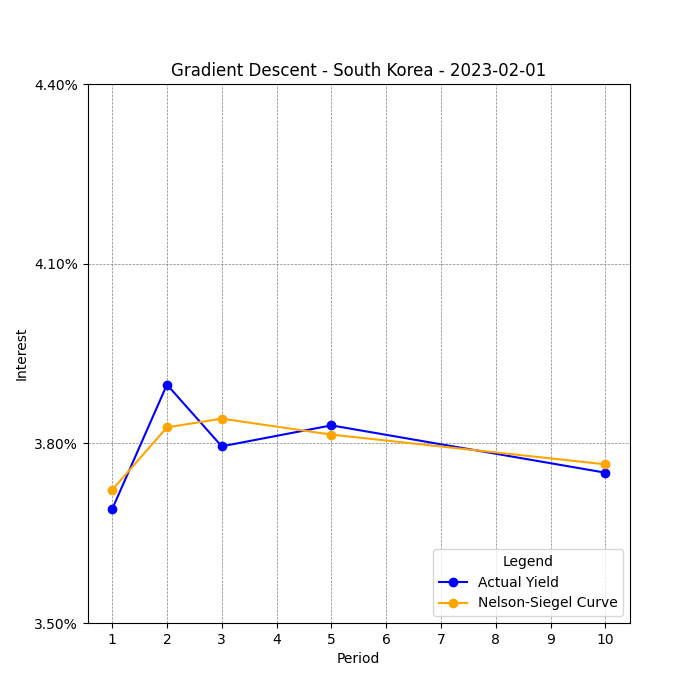 Gradient Descent - South Korea - 2023-02-01
4.40%
4.10%
3.80%
3.50%
Interest
1 2 3 4 5 6 7 8 9 10
Period
Legend
Actual Yield
Nelson-Siegel Curve